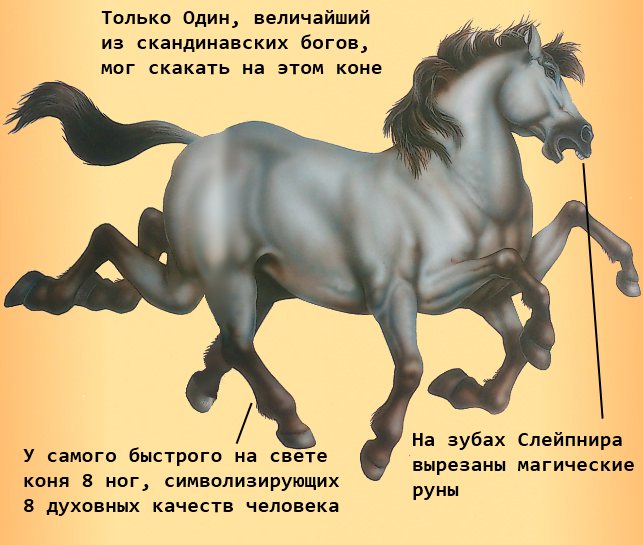 Только Один, величайший
из скандинавских богов,
мог скакать на этом коне
У самого быстрого на свете
коня 8 ног, символизирующих
8 духовных качеств человека
На зубах Слейпнира
вырезаны магические
руны